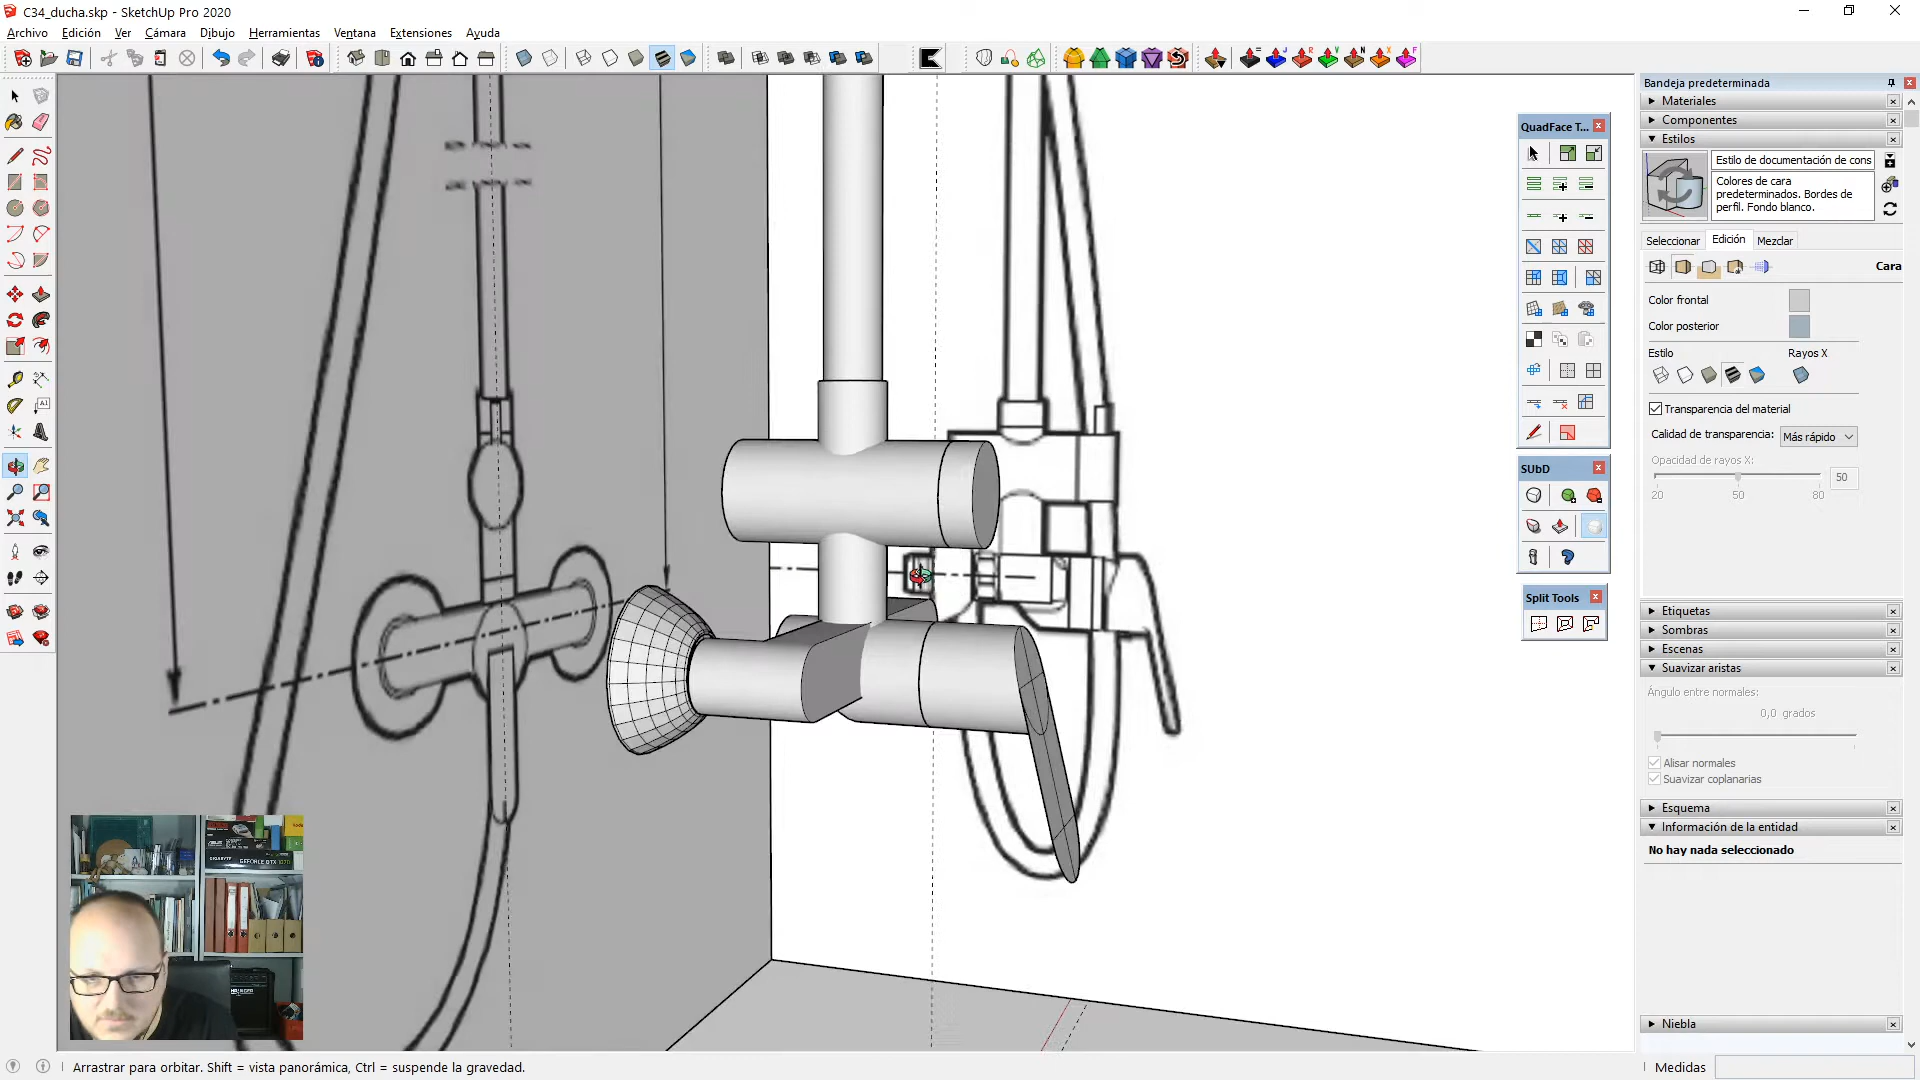 C34_ducha.skp - SketchUp Pro 2020
Archivo Edición Ver Cámara Dibujo Herramientas Ventana Extensiones Ayuda
Bandeja predeterminada
Materiales
Componentes
Estilos
Estilo de documentación de cons
Colores de cara
predeterminados. Bordes de
perfil. Fondo blanco.
Seleccionar Edición Mezclar
Cara
Color frontal
Color posterior
Estilo Rayos X
Transparencia del material
Calidad de transparencia: Más rápido
Opacidad de rayos X: 50
20 50 80
Etiquetas
Sombras
Escenas
Suavizar aristas
Ángulo entre normales:
0,0 grados
Alisar normales
Suavizar coplanarias
Esquema
Información de la entidad
No hay nada seleccionado
Niebla
QuadFace T...
SUbD
Split Tools
GIGABYTE GEFORCE GTX 1070
Arrastrar para orbitar. Shift = vista panorámica, Ctrl = suspende la gravedad.
Medidas